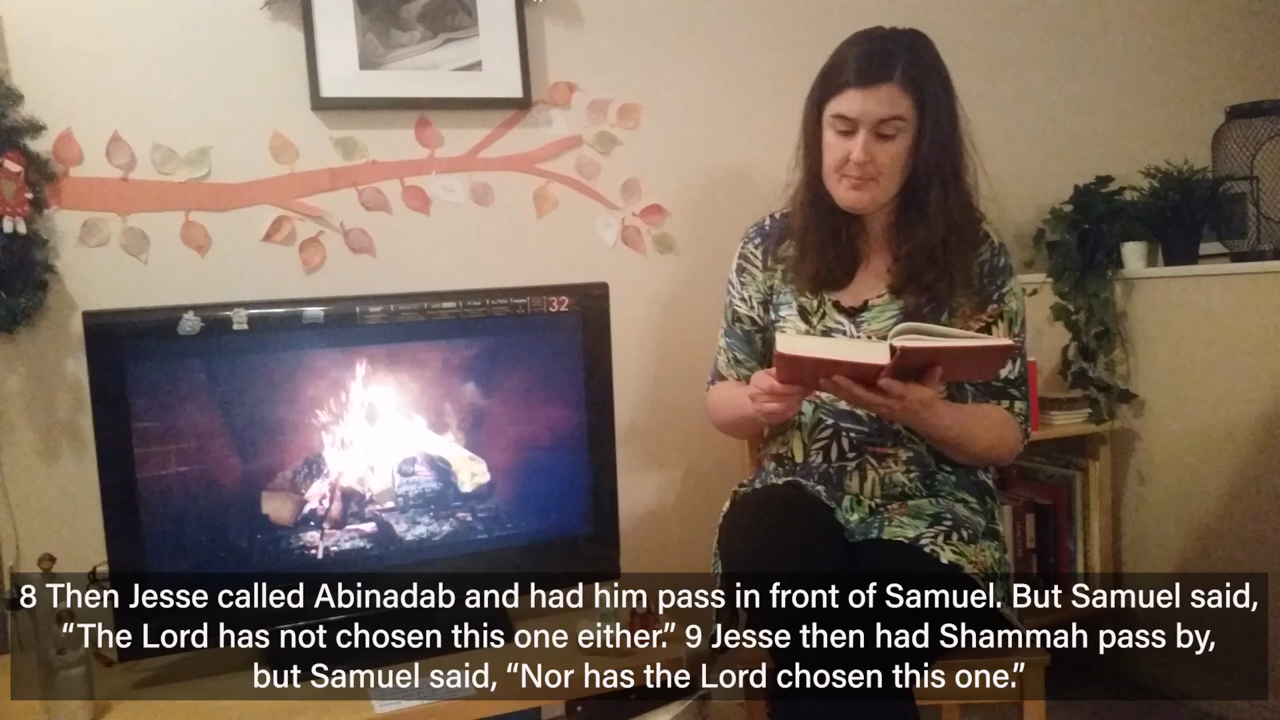 32
8 Then Jesse called Abinadab and had him pass in front of Samuel. But Samuel said,
“The Lord has not chosen this one either.” 9 Jesse then had Shammah pass by,
but Samuel said, “Nor has the Lord chosen this one.”